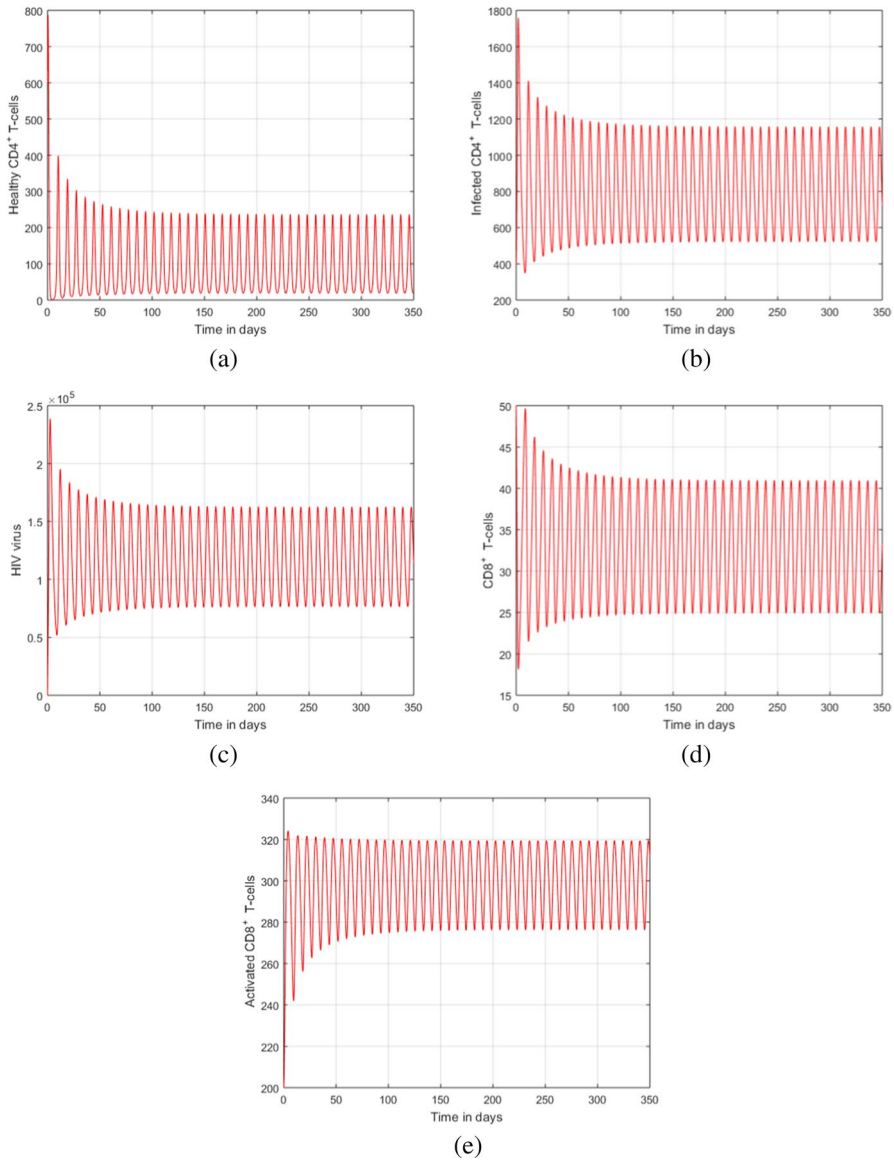 800
700
600
500
400
300
200
100
0
Healthy CD4+ T-cells
0 50 100 150 200 250 300 350
Time in days
(a)
1800
1600
1400
1200
1000
800
600
400
200
Infected CD4+ T-cells
0 50 100 150 200 250 300 350
Time in days
(b)
× 10^5
2.5
2
1.5
1
0.5
0
HIV virus
0 50 100 150 200 250 300 350
Time in days
(c)
50
45
40
35
30
25
20
15
CD8+ T-cells
0 50 100 150 200 250 300 350
Time in days
(d)
340
320
300
280
260
240
220
200
Activated CD8+ T-cells
0 50 100 150 200 250 300 350
Time in days
(e)